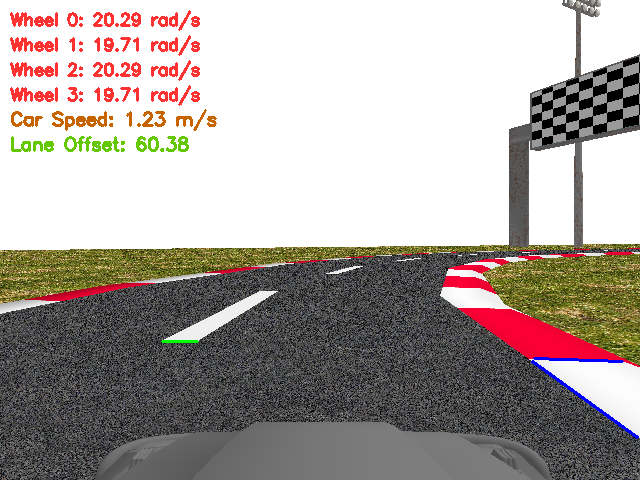 Wheel 0: 20.29 rad/s
Wheel 1: 19.71 rad/s
Wheel 2: 20.29 rad/s
Wheel 3: 19.71 rad/s
Car Speed: 1.23 m/s
Lane Offset: 60.38